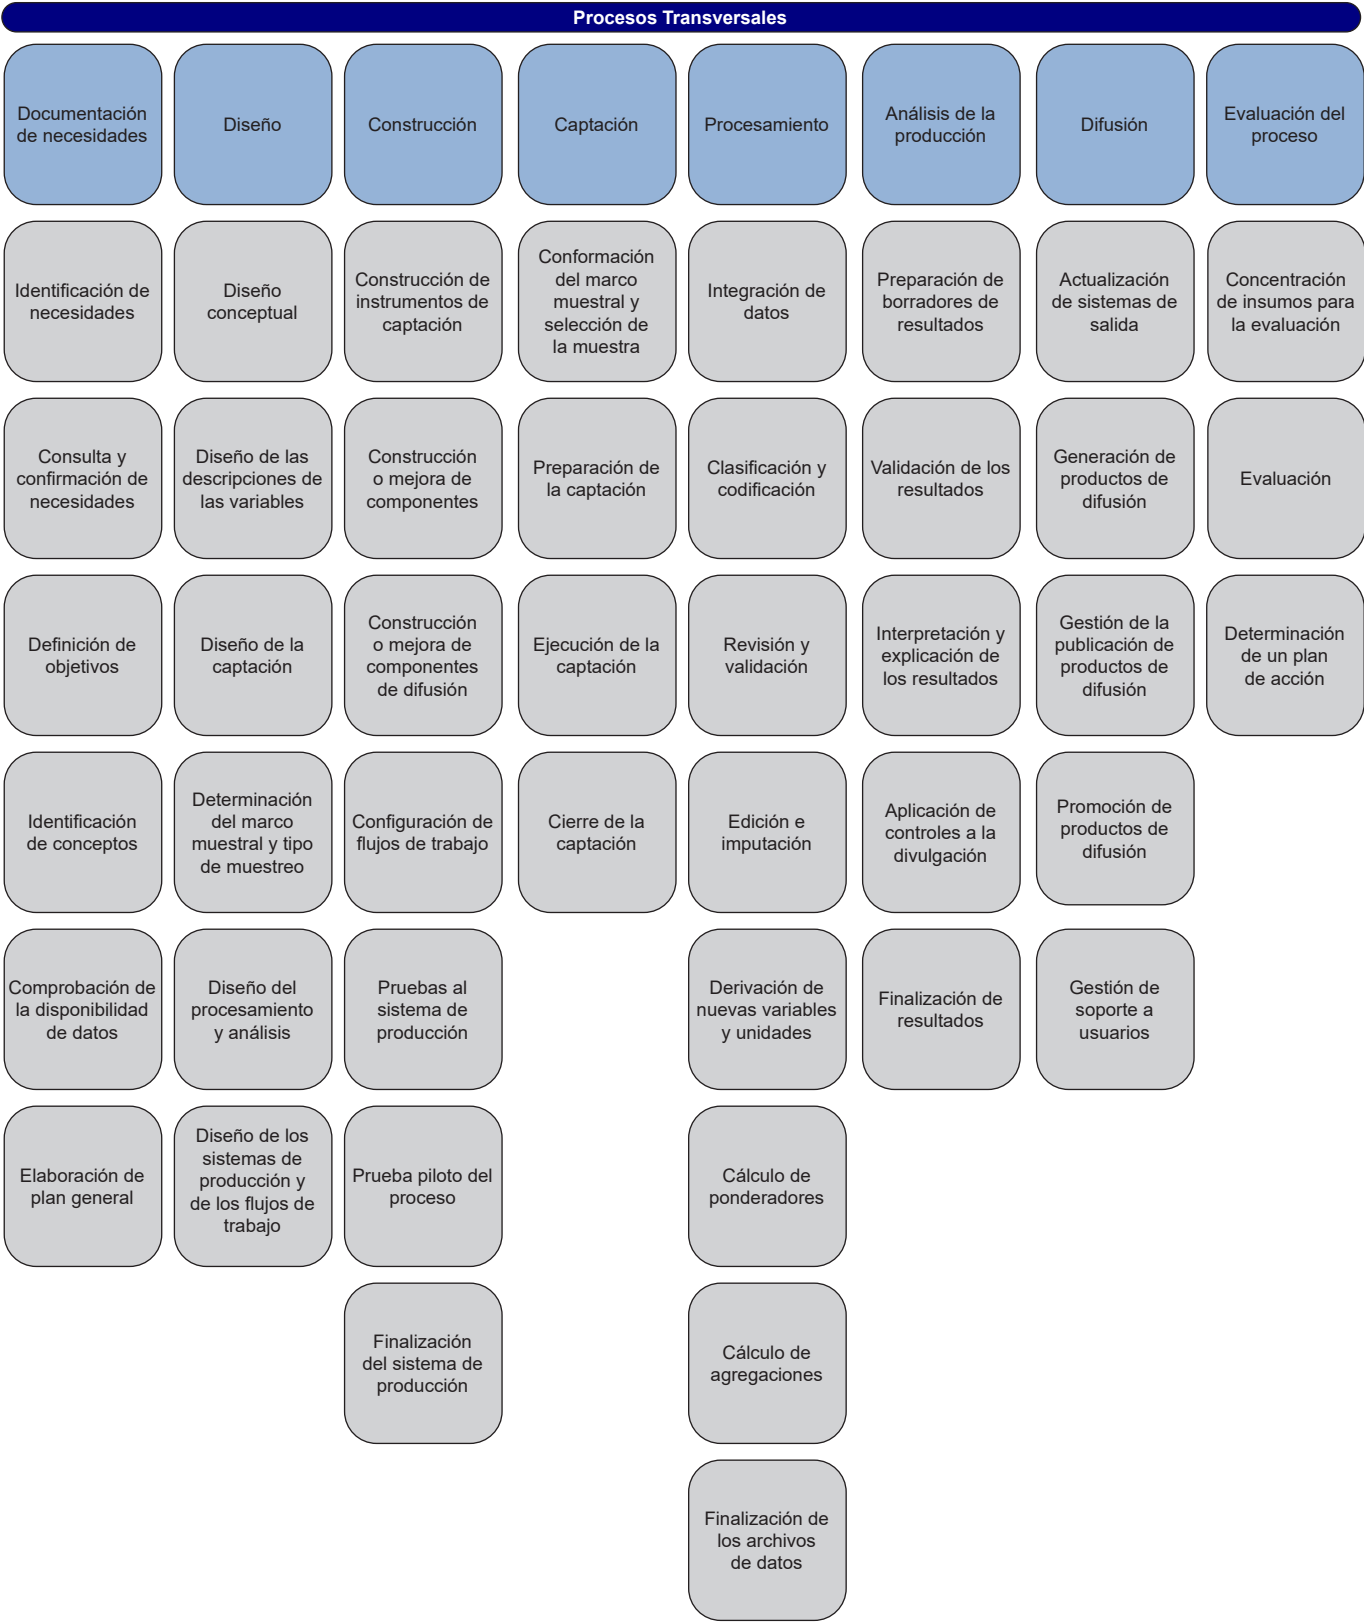 Procesos Transversales
Documentación
de necesidades
Diseño
Construcción
Captación
Procesamiento
Análisis de la
producción
Difusión
Evaluación del
proceso
Identificación de
necesidades
Diseño
conceptual
Construcción de
instrumentos de
captación
Conformación
del marco
muestral y
selección de
la muestra
Integración de
datos
Preparación de
borradores de
resultados
Actualización
de sistemas de
salida
Concentración
de insumos para
la evaluación
Consulta y
confirmación de
necesidades
Diseño de las
descripciones de
las variables
Construcción
o mejora de
componentes
Preparación de
la captación
Clasificación y
codificación
Validación de los
resultados
Generación de
productos de
difusión
Evaluación
Definición de
objetivos
Diseño de la
captación
Construcción
o mejora de
componentes
de difusión
Ejecución de la
captación
Revisión y
validación
Interpretación y
explicación de
los resultados
Gestión de la
publicación de
productos de
difusión
Determinación
de un plan
de acción
Identificación
de conceptos
Determinación
del marco
muestral y tipo
de muestreo
Configuración de
flujos de trabajo
Cierre de la
captación
Edición e
imputación
Aplicación de
controles a la
divulgación
Promoción de
productos de
difusión
Comprobación de
la disponibilidad
de datos
Diseño del
procesamiento
y análisis
Pruebas al
sistema de
producción
Derivación de
nuevas variables
y unidades
Finalización de
resultados
Gestión de
soporte a
usuarios
Elaboración de
plan general
Diseño de los
sistemas de
producción y
de los flujos de
trabajo
Prueba piloto del
proceso
Cálculo de
ponderadores
Finalización
del sistema de
producción
Cálculo de
agregaciones
Finalización de
los archivos
de datos